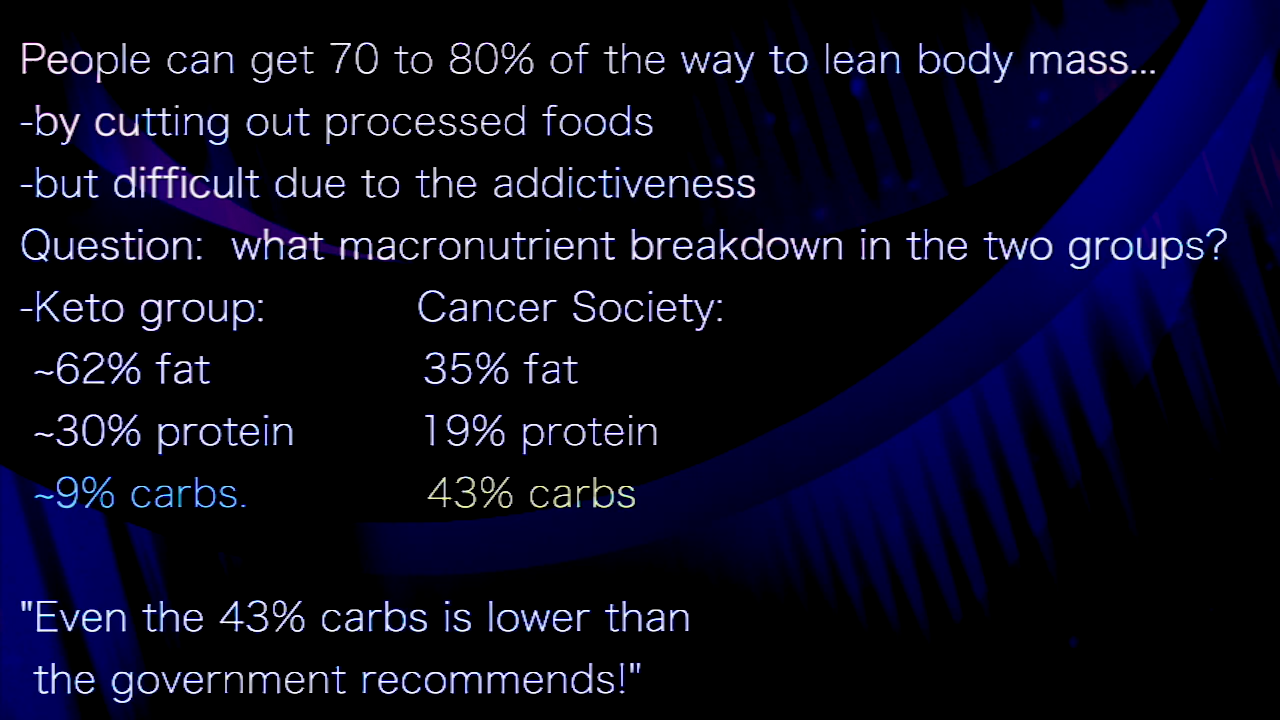 People can get 70 to 80% of the way to lean body mass...
-by cutting out processed foods
-but difficult due to the addictiveness
Question:  what macronutrient breakdown in the two groups?
-Keto group: Cancer Society:
~62% fat 35% fat
~30% protein 19% protein
~9% carbs. 43% carbs
"Even the 43% carbs is lower than
the government recommends!"